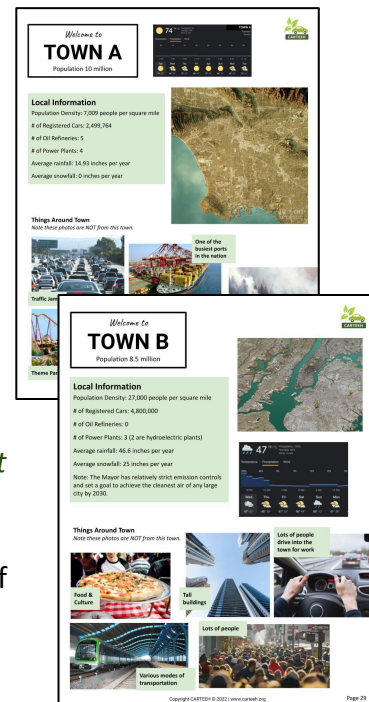 Welcome to
TOWN A
Population 10 million
74
CARTEEH
Local Information
Population Density: 7,009 people per square mile
# of Registered Cars: 2,499,764
# of Oil Refineries: 5
# of Power Plants: 4
Average rainfall: 14.93 inches per year
Average snowfall: 0 inches per year
Things Around Town
Note these photos are NOT from this town.
One of the
busiest ports
in the nation
Traffic Jam
Theme Par
Welcome to
TOWN B
Population 8.5 million
CARTEEH
Local Information
Population Density: 27,000 people per square mile
# of Registered Cars: 4,800,000
# of Oil Refineries: 0
# of Power Plants: 3 (2 are hydroelectric plants)
Average rainfall: 46.6 inches per year
Average snowfall: 25 inches per year
Note: The Mayor has relatively strict emission controls
and set a goal to achieve the cleanest air of any large
city by 2030.
47
Things Around Town
Note these photos are NOT from this town.
Food &
Culture
Tall
buildings
Lots of people
drive into the
town for work
Various modes of
transportation
Lots of people
Copyright CARTEEH © 2022 | www.carteeh.org
Page 29
t
f